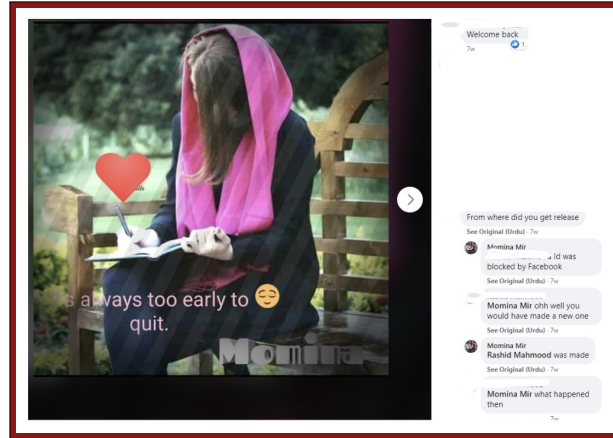 always too early to
quit.
Momina
Welcome back
7w
1
From where did you get release
See Original (Urdu) · 7w
Momina Mir
Id was
blocked by Facebook
See Original (Urdu) · 7w
Momina Mir ohh well you
would have made a new one
See Original (Urdu) · 7w
Momina Mir
Rashid Mahmood was made
See Original (Urdu) · 7w
Momina Mir what happened
then
7w